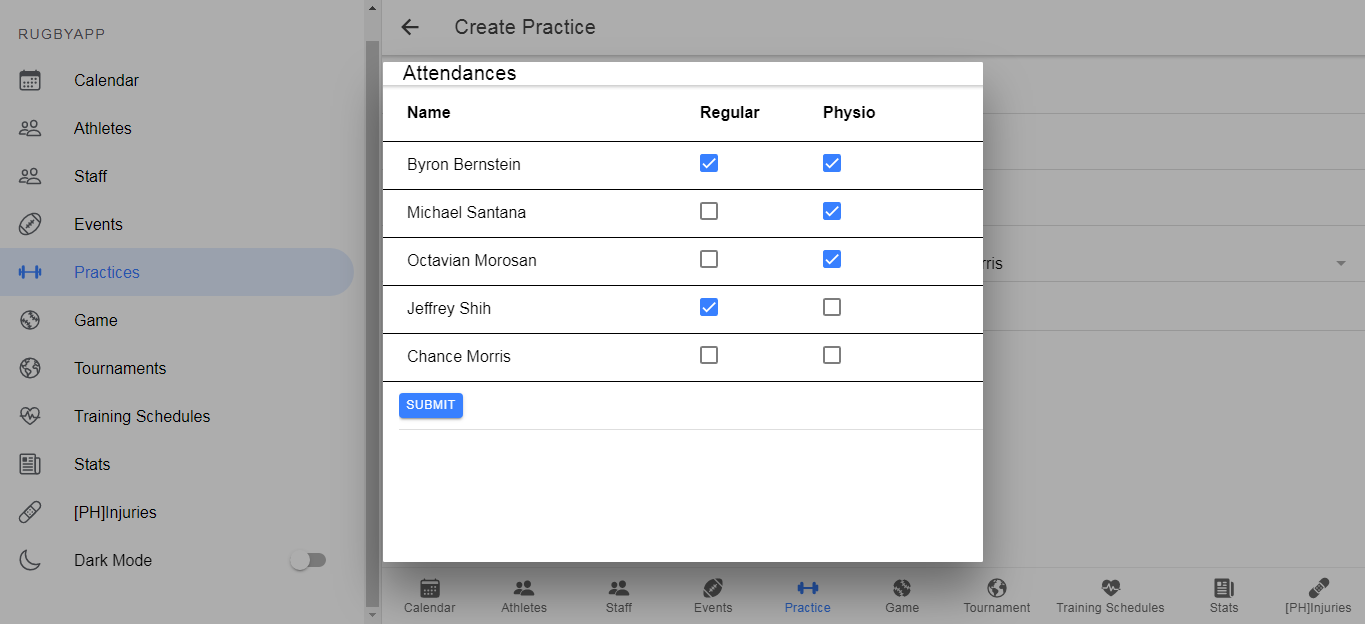 RUGBYAPP
Calendar
Athletes
Staff
Events
Practices
Game
Tournaments
Training Schedules
Stats
[PH]Injuries
Dark Mode
Create Practice
Attendances
Name Regular Physio
Byron Bernstein
Michael Santana
Octavian Morosan
Jeffrey Shih
Chance Morris
SUBMIT
rris
Calendar Athletes Staff Events Practice Game Tournament Training Schedules Stats [PH]Injuries